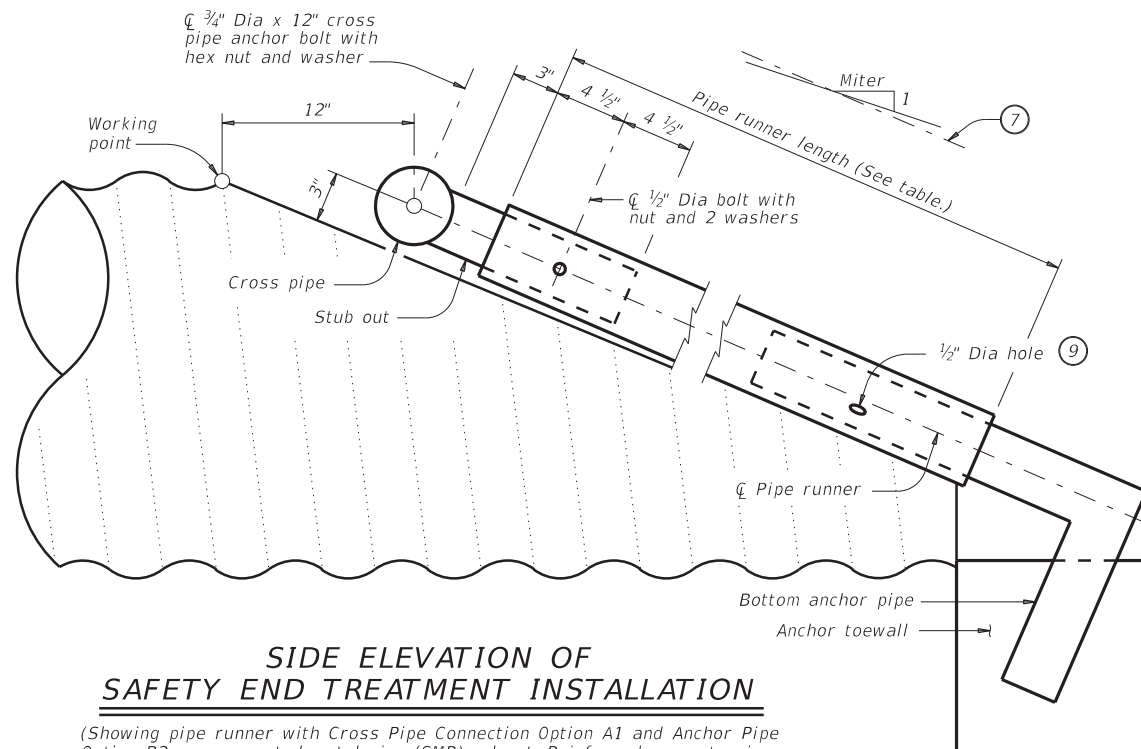 ℄ ¾" Dia x 12" cross
pipe anchor bolt with
hex nut and washer
12"
Working
point
3"
3"
4 ½"
4 ½"
Pipe runner length (See table.)
Miter
1
7
℄ ½" Dia bolt with
nut and 2 washers
Cross pipe
Stub out
½" Dia hole
9
℄ Pipe runner
Bottom anchor pipe
Anchor toewall
SIDE ELEVATION OF
SAFETY END TREATMENT INSTALLATION
(Showing pipe runner with Cross Pipe Connection Option A1 and Anchor Pipe